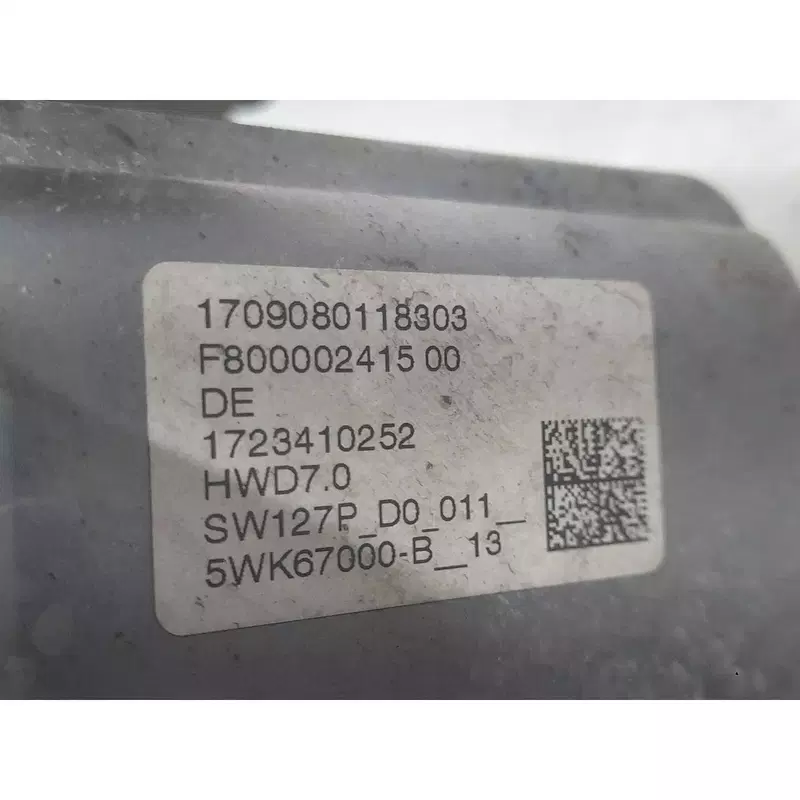 1709080118303
F800002415 00
DE
1723410252
HWD7.0
SW127P_D0_011__
5WK67000-B__13